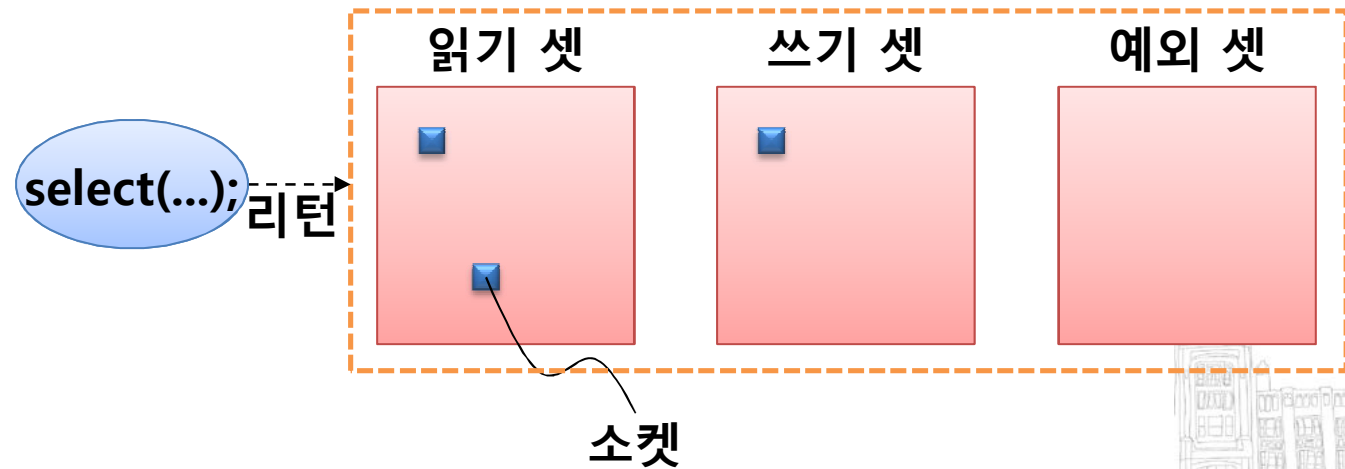 읽기 셋
쓰기 셋
예외 셋
select(...);
리턴
소켓